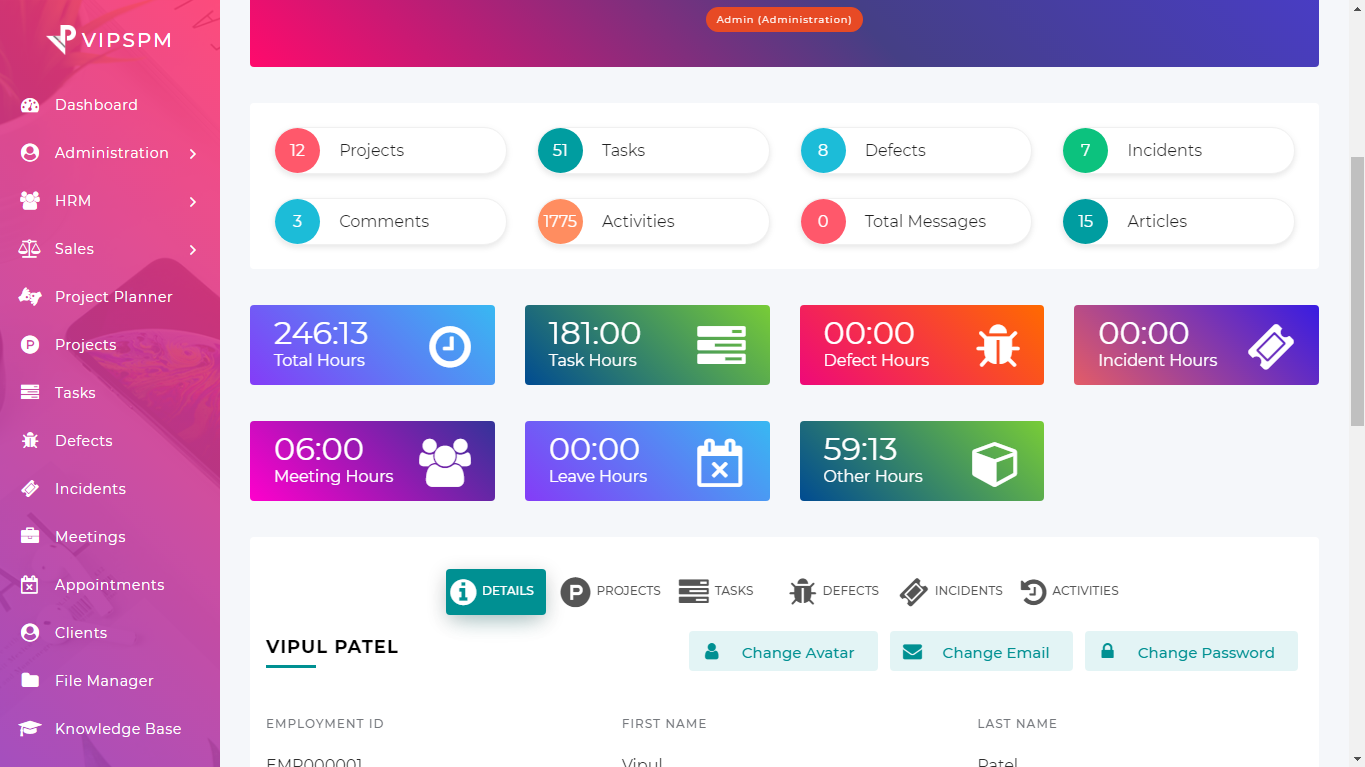 Admin (Administration)
VIPSPM
Dashboard
Administration
HRM
Sales
Project Planner
P Projects
Tasks
Defects
Incidents
Meetings
Appointments
Clients
File Manager
Knowledge Base
12 Projects
51 Tasks
8 Defects
7 Incidents
3 Comments
1775 Activities
0 Total Messages
15 Articles
246:13
Total Hours
181:00
Task Hours
00:00
Defect Hours
00:00
Incident Hours
06:00
Meeting Hours
00:00
Leave Hours
59:13
Other Hours
DETAILS
P PROJECTS
TASKS
DEFECTS
INCIDENTS
ACTIVITIES
VIPUL PATEL
Change Avatar
Change Email
Change Password
EMPLOYMENT ID
FIRST NAME
LAST NAME
EMP000001
Vipul
Patel